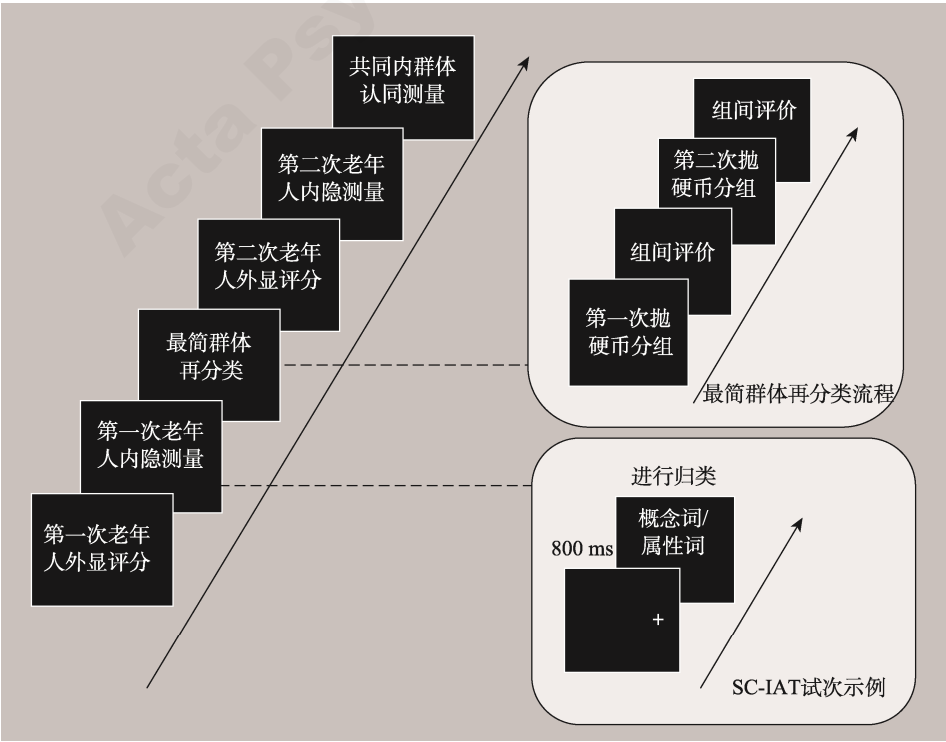 Acta Psy
共同内群体
认同测量
第二次老年
人内隐测量
第二次老年
人外显评分
最简群体
再分类
第一次老年
人内隐测量
第一次老年
人外显评分
组间评价
第二次抛
硬币分组
组间评价
第一次抛
硬币分组
最简群体再分类流程
进行归类
概念词/
属性词
800 ms
+
SC-IAT试次示例